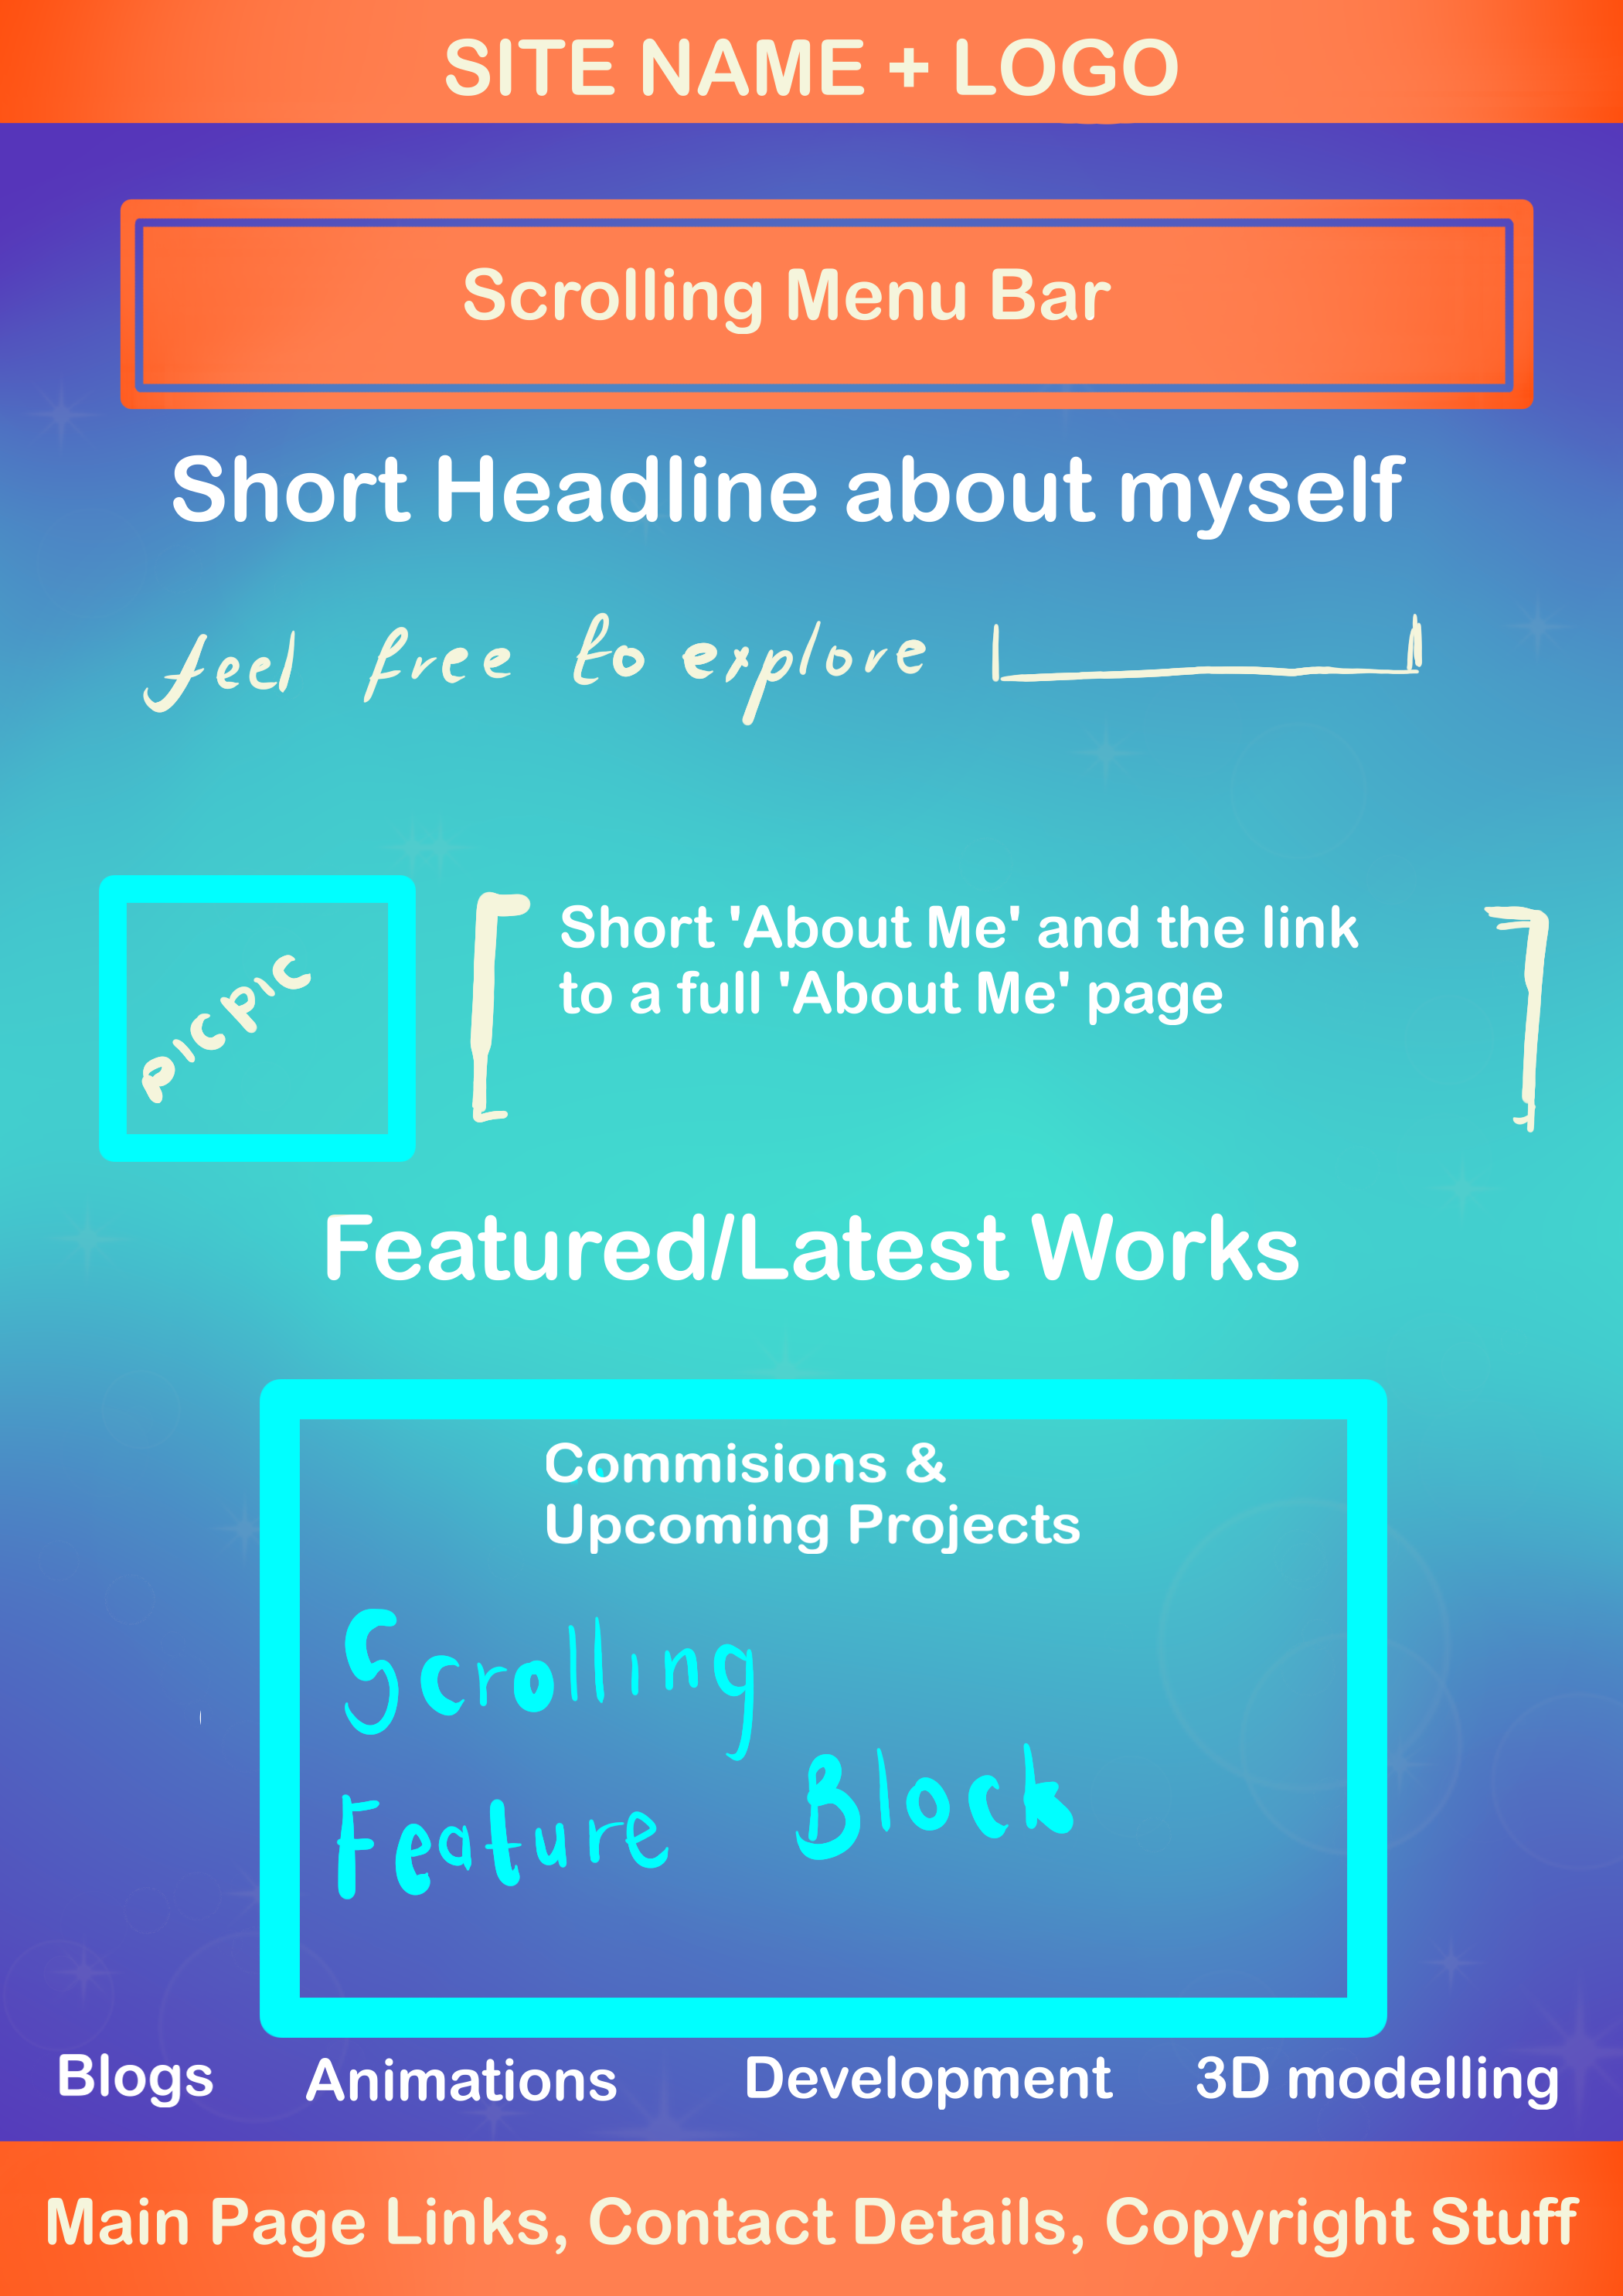 SITE NAME + LOGO
Scrolling Menu Bar
Short Headline about myself
feel free to explore
PICPIC
Short 'About Me' and the link
to a full 'About Me' page
Featured/Latest Works
Commisions &
Upcoming Projects
Scrolling
Feature Block
Blogs Animations Development 3D modelling
Main Page Links, Contact Details, Copyright Stuff